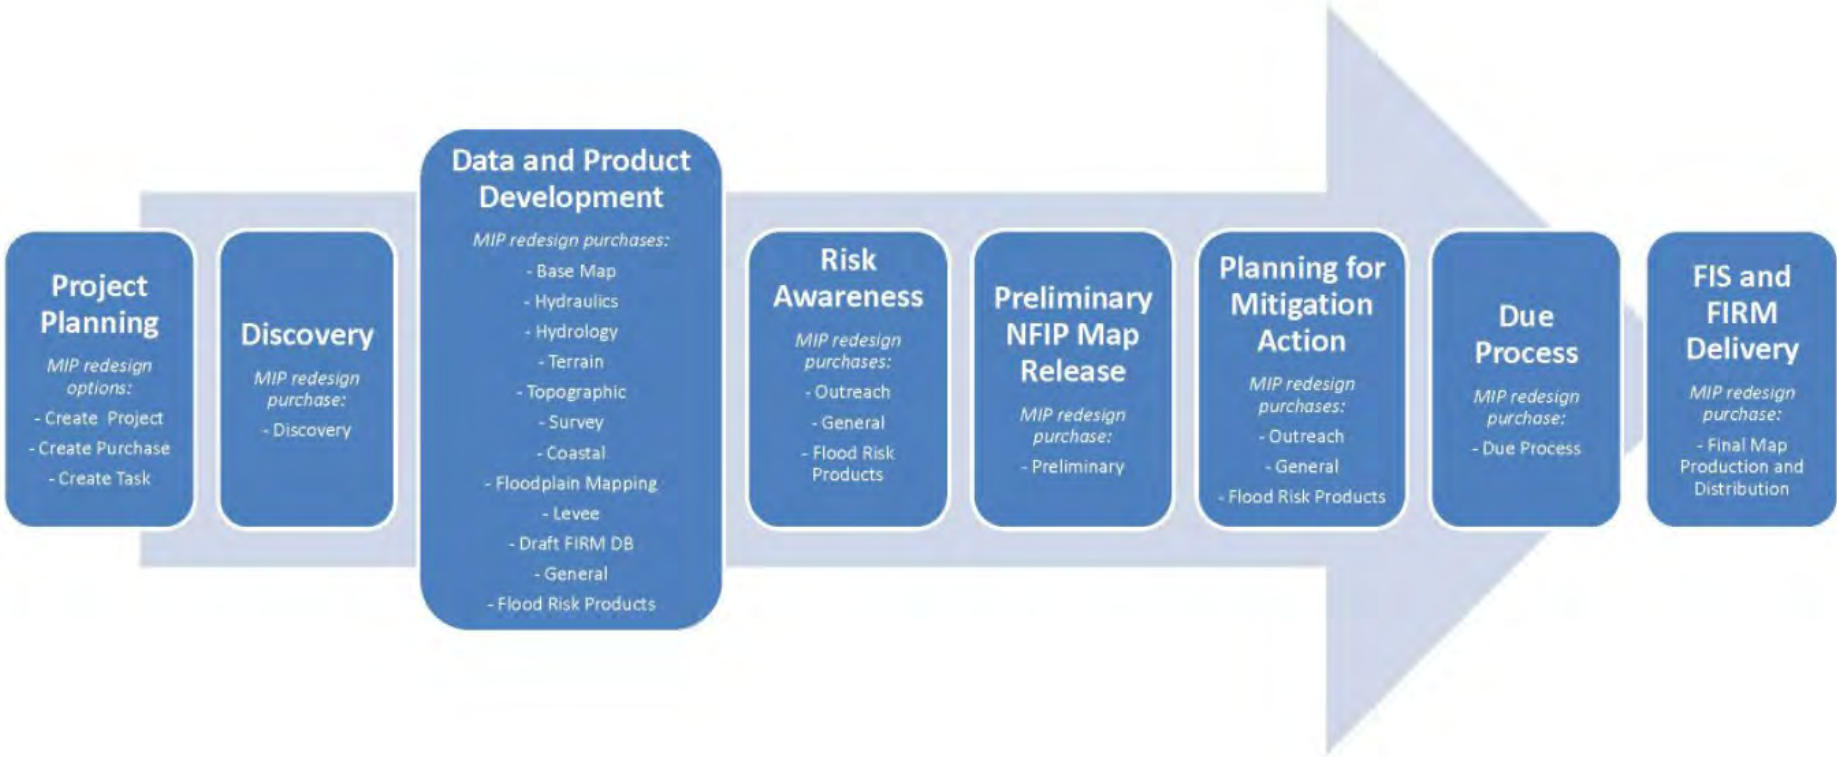 Project
Planning
MIP redesign
options:
- Create Project
- Create Purchase
- Create Task
Discovery
MIP redesign
purchase:
- Discovery
Data and Product
Development
MIP redesign purchases:
- Base Map
- Hydraulics
- Hydrology
- Terrain
- Topographic
- Survey
- Coastal
- Floodplain Mapping
- Levee
- Draft FIRM DB
- General
- Flood Risk Products
Risk
Awareness
MIP redesign
purchases:
- Outreach
- General
- Flood Risk
Products
Preliminary
NFIP Map
Release
MIP redesign
purchase:
- Preliminary
Planning for
Mitigation
Action
MIP redesign
purchases:
- Outreach
- General
- Flood Risk Products
Due
Process
MIP redesign
purchase:
- Due Process
FIS and
FIRM
Delivery
MIP redesign
purchase:
- Final Map
Production and
Distribution